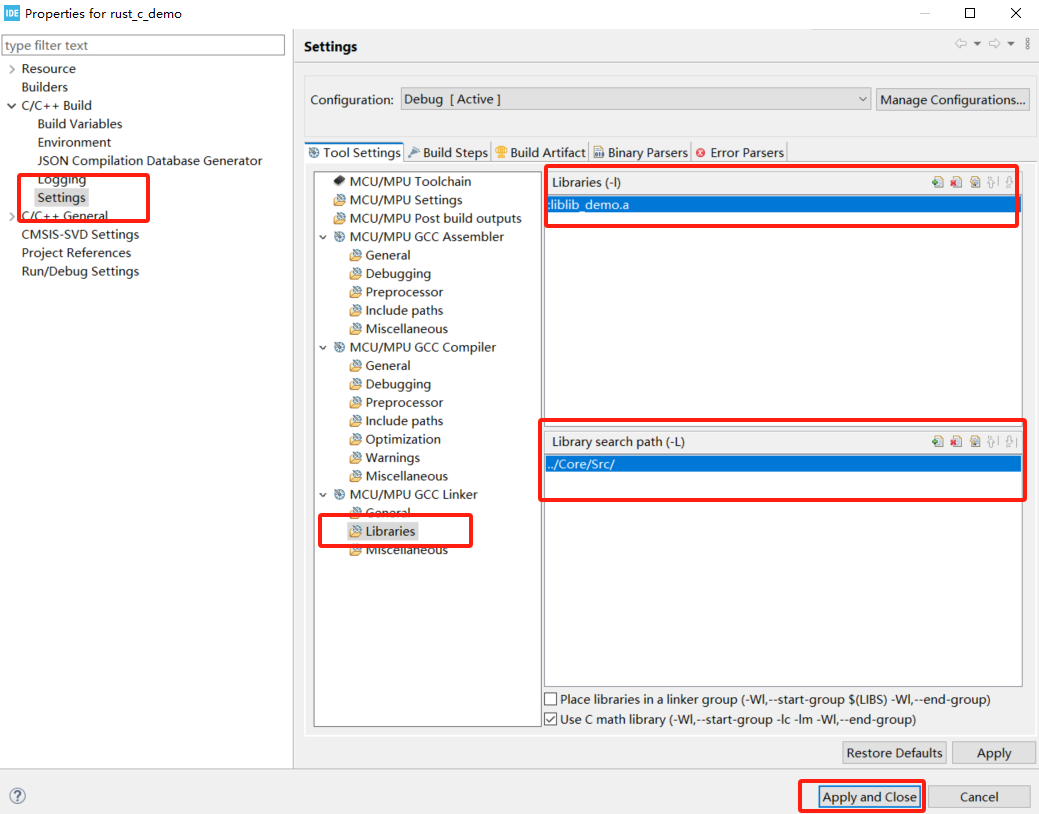 IDE Properties for rust_c_demo
type filter text
Resource
Builders
C/C++ Build
Build Variables
Environment
JSON Compilation Database Generator
Logging
Settings
C/C++ General
CMSIS-SVD Settings
Project References
Run/Debug Settings
Settings
Configuration: Debug [ Active ] Manage Configurations...
Tool Settings Build Steps Build Artifact Binary Parsers Error Parsers
MCU/MPU Toolchain
MCU/MPU Settings
MCU/MPU Post build outputs
MCU/MPU GCC Assembler
General
Debugging
Preprocessor
Include paths
Miscellaneous
MCU/MPU GCC Compiler
General
Debugging
Preprocessor
Include paths
Optimization
Warnings
Miscellaneous
MCU/MPU GCC Linker
General
Libraries
Miscellaneous
Libraries (-l)
:liblib_demo.a
Library search path (-L)
../Core/Src/
Place libraries in a linker group (-Wl,--start-group $(LIBS) -Wl,--end-group)
Use C math library (-Wl,--start-group -lc -lm -Wl,--end-group)
Restore Defaults Apply
? Apply and Close Cancel